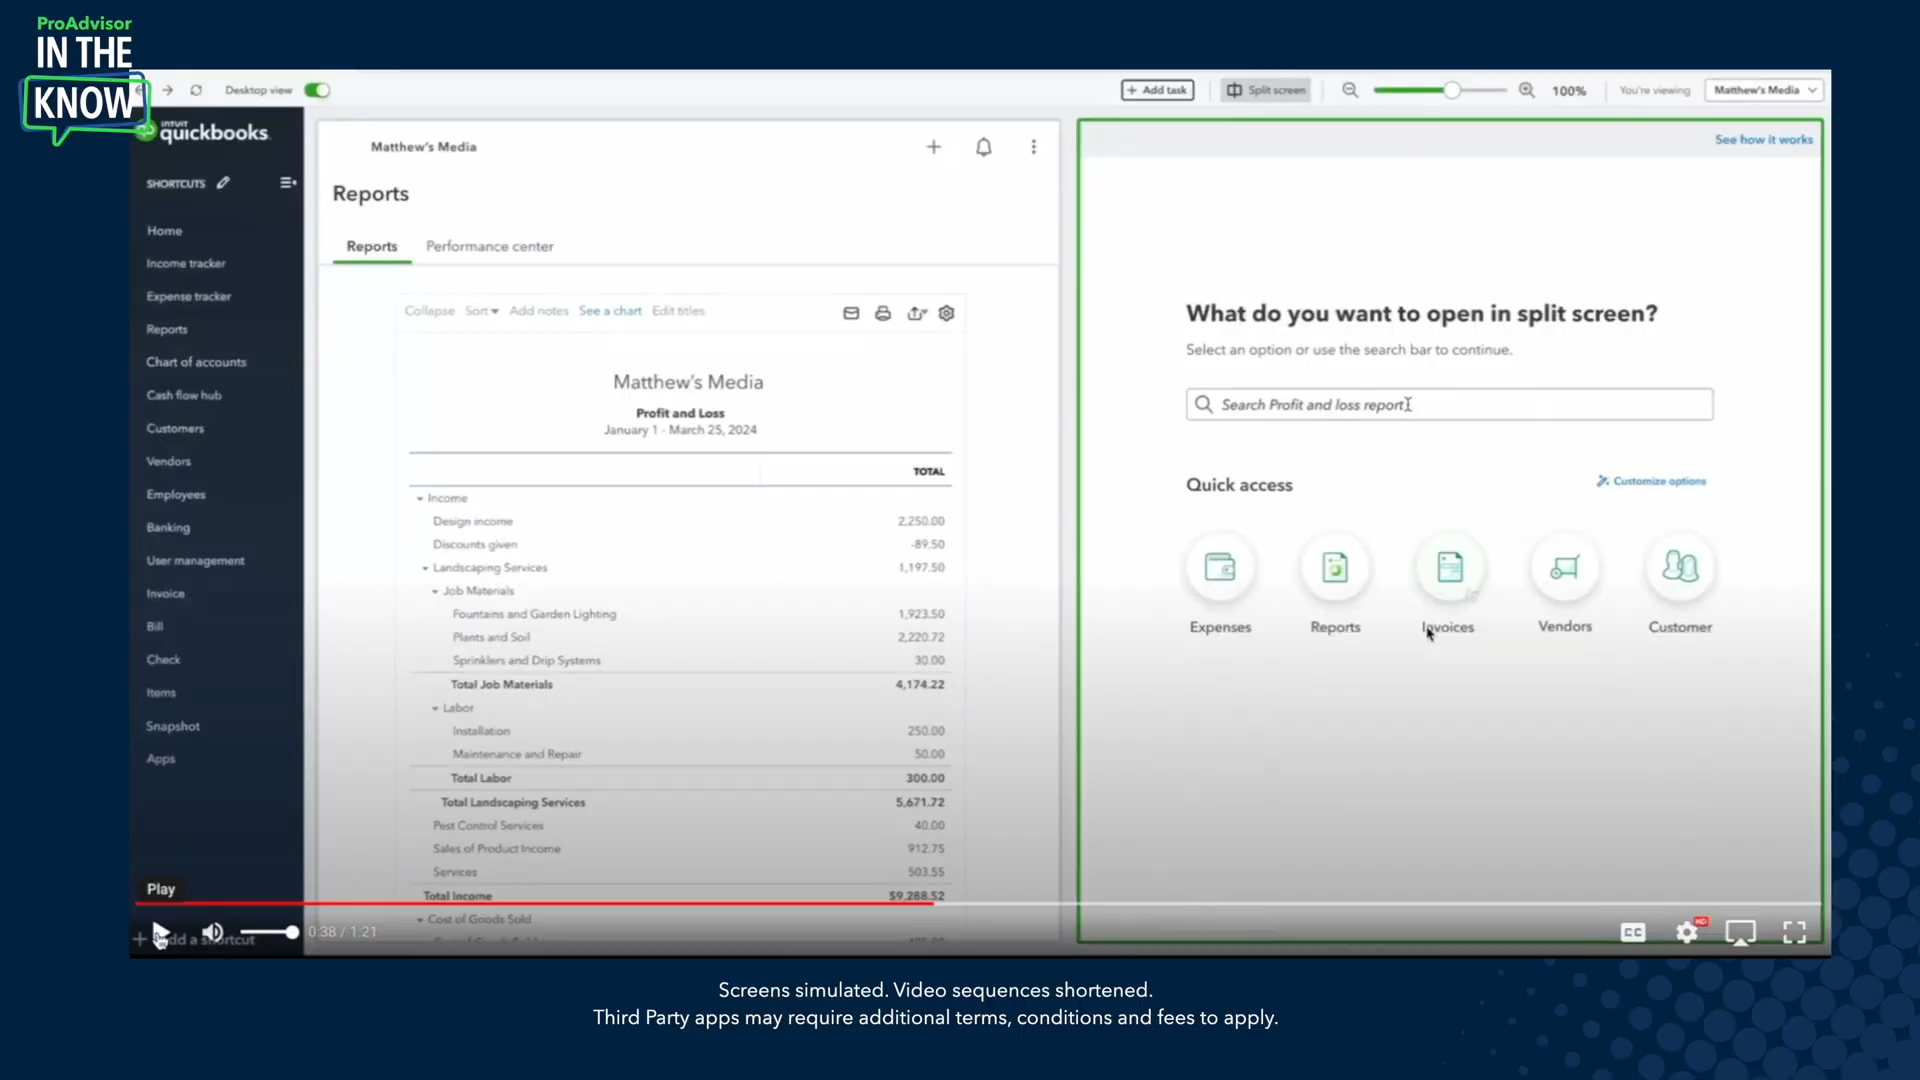 ProAdvisor
IN THE
KNOW
Desktop view
+ Add task
Split screen
100%
You're viewing
Matthew's Media
INTUIT
quickbooks
SHORTCUTS
Home
Income tracker
Expense tracker
Reports
Chart of accounts
Cash flow hub
Customers
Vendors
Employees
Banking
User management
Invoice
Bill
Check
Items
Snapshot
Apps
Matthew's Media
Reports
Reports Performance center
Collapse Sort Add notes See a chart Edit titles
Matthew's Media
Profit and Loss
January 1 - March 25, 2024
TOTAL
Income
Design income 2,250.00
Discounts given -89.50
Landscaping Services 1,197.50
Job Materials
Fountains and Garden Lighting 1,923.50
Plants and Soil 2,220.72
Sprinklers and Drip Systems 30.00
Total Job Materials 4,174.22
Labor
Installation 250.00
Maintenance and Repair 50.00
Total Labor 300.00
Total Landscaping Services 5,671.72
Pest Control Services 40.00
Sales of Product Income 912.75
Services 503.55
Total Income $9,288.52
Cost of Goods Sold
See how it works
What do you want to open in split screen?
Select an option or use the search bar to continue.
Search Profit and loss report
Quick access
Customize options
Expenses Reports Invoices Vendors Customer
Play
0:38 / 1:21
+ Add a shortcut
CC
HD
Screens simulated. Video sequences shortened.
Third Party apps may require additional terms, conditions and fees to apply.